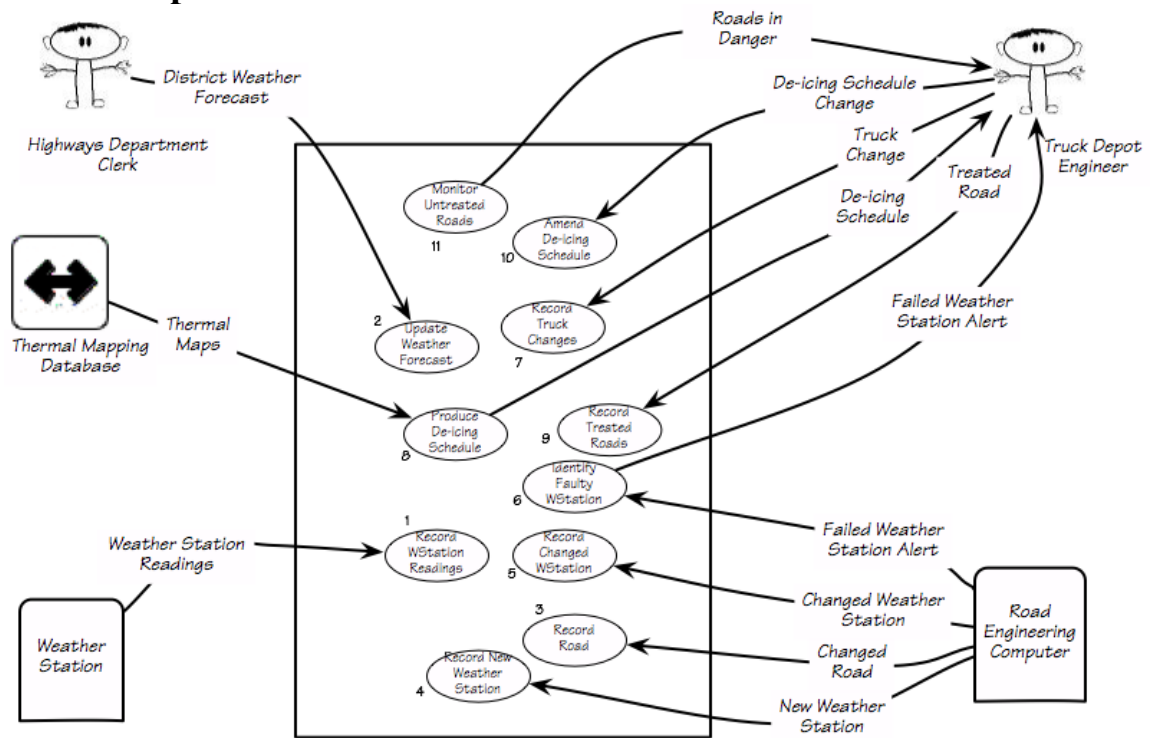 Roads in
Danger
District Weather
Forecast
De-icing Schedule
Change
Highways Department
Clerk
Truck
Change
Truck Depot
Engineer
Treated
Road
De-icing
Schedule
Monitor
Untreated
Roads
11
Amend
De-icing
Schedule
10
Failed Weather
Station Alert
Thermal
Maps
Thermal Mapping
Database
2
Update
Weather
Forecast
Record
Truck
Changes
7
Produce
De-icing
Schedule
8
Record
Treated
Roads
9
Identify
Faulty
WStation
6
Weather Station
Readings
1
Record
WStation
Readings
Record
Changed
WStation
5
Failed Weather
Station Alert
Changed Weather
Station
Weather
Station
3
Record
Road
Changed
Road
Road
Engineering
Computer
Record New
Weather
Station
4
New Weather
Station